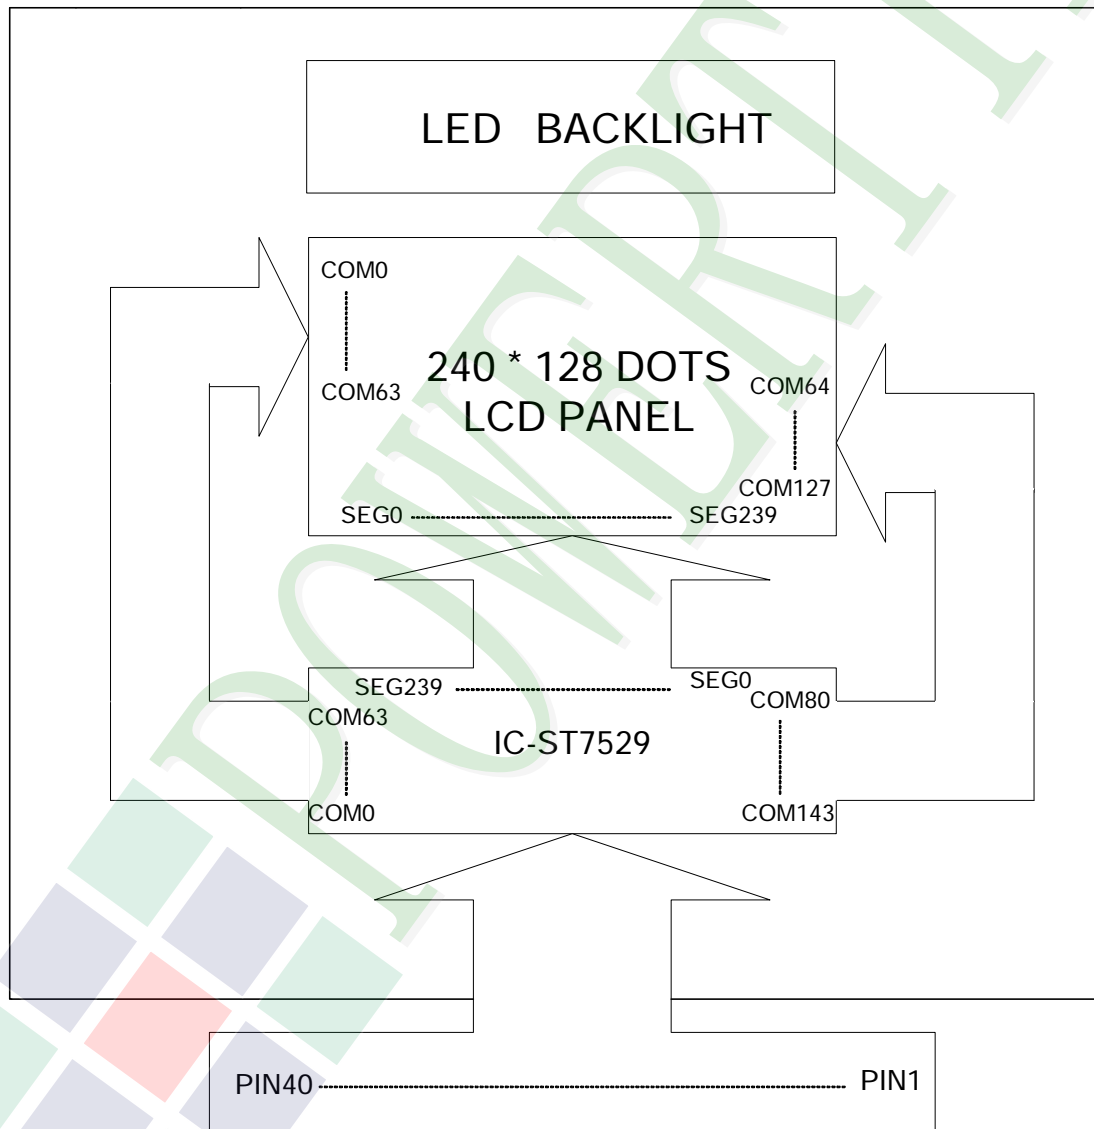 LED BACKLIGHT
COM0
COM63
240 * 128 DOTS
LCD PANEL
COM64
COM127
SEG0
SEG239
SEG239
SEG0
COM63
COM80
IC-ST7529
COM0
COM143
PIN40
PIN1
POWERT